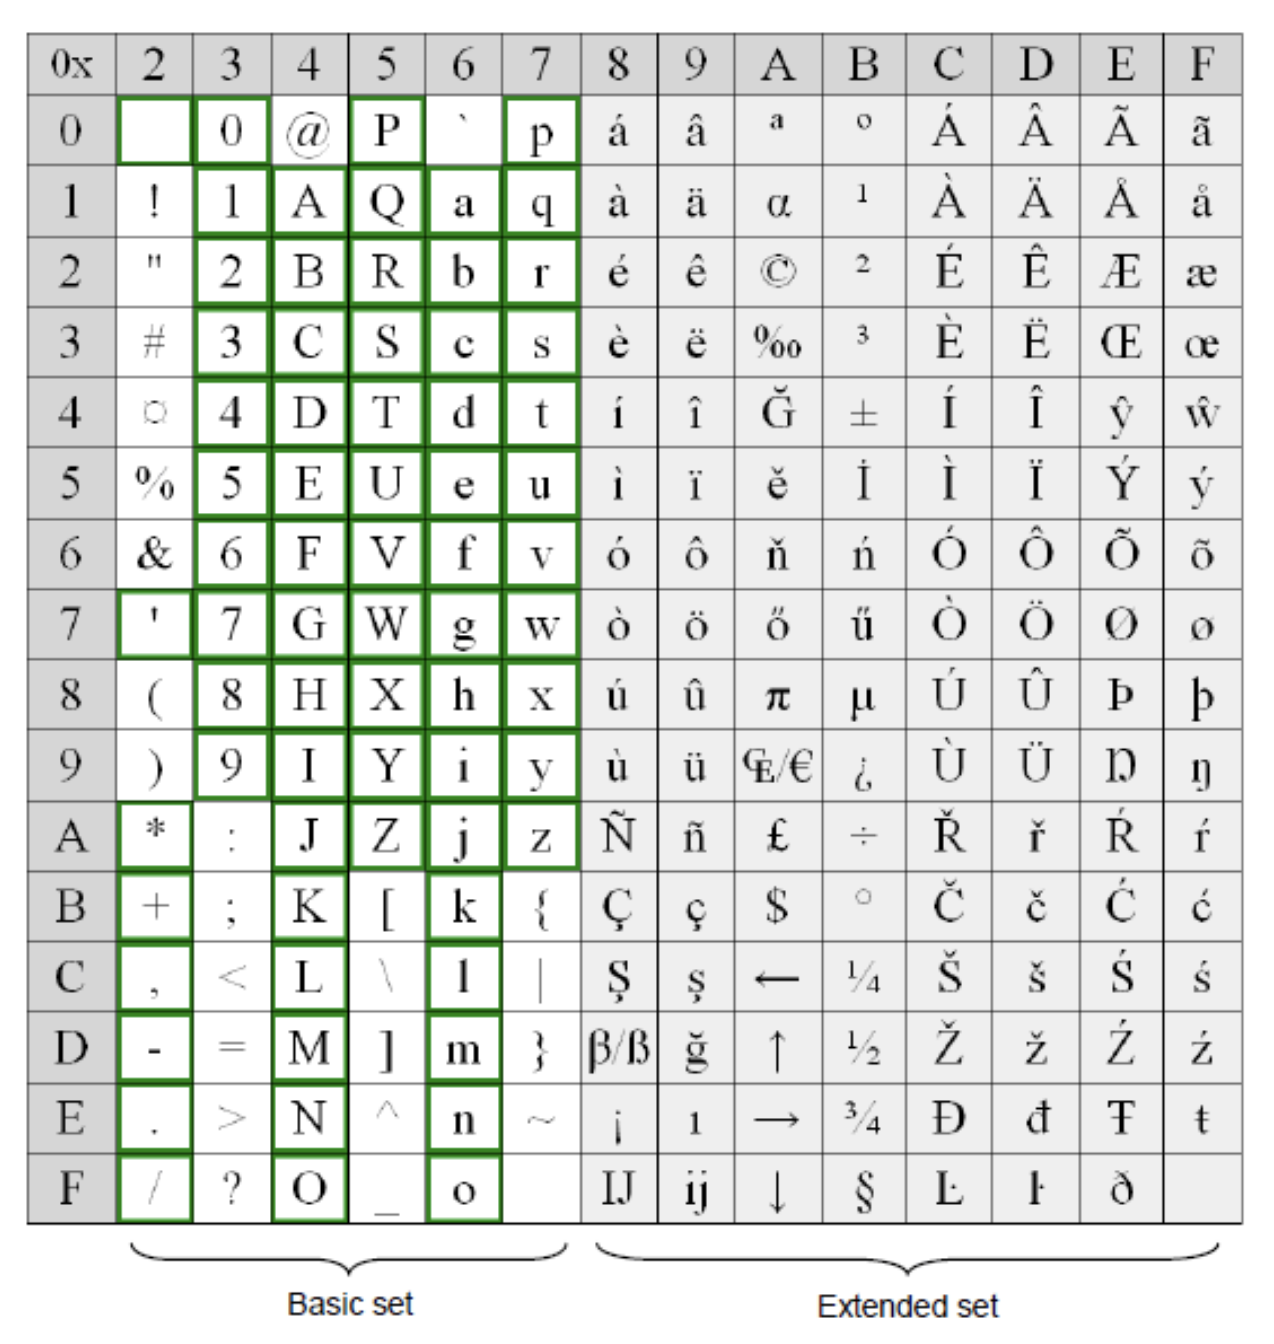 0x 2 3 4 5 6 7 8 9 A B C D E F
0 0 @ P ` p á â ª º Á Â Ã ã
1 ! 1 A Q a q à ä α ¹ À Ä Å å
2 " 2 B R b r é ê © ² É Ê Æ æ
3 # 3 C S c s è ë ‰ ³ È Ë Œ œ
4 ¤ 4 D T d t í î Ğ ± Í Î ŷ ŵ
5 % 5 E U e u ì ï ě İ Ì Ï Ý ý
6 & 6 F V f v ó ô ň ń Ó Ô Õ õ
7 ' 7 G W g w ò ö ő ű Ò Ö Ø ø
8 ( 8 H X h x ú û π µ Ú Û Þ þ
9 ) 9 I Y i y ù ü ₠/€ ¿ Ù Ü Ŋ ŋ
A * : J Z j z Ñ ñ £ ÷ Ř ř Ŕ ŕ
B + ; K [ k { Ç ç $ ° Č č Ć ć
C , < L \ l | Ş ş ← ¼ Š š Ś ś
D - = M ] m } β/ß ğ ↑ ½ Ž ž Ź ź
E . > N ^ n ~ ¡ ı → ¾ Đ đ Ŧ ŧ
F / ? O _ o IJ ij ↓ § Ŀ ŀ ð
Basic set Extended set